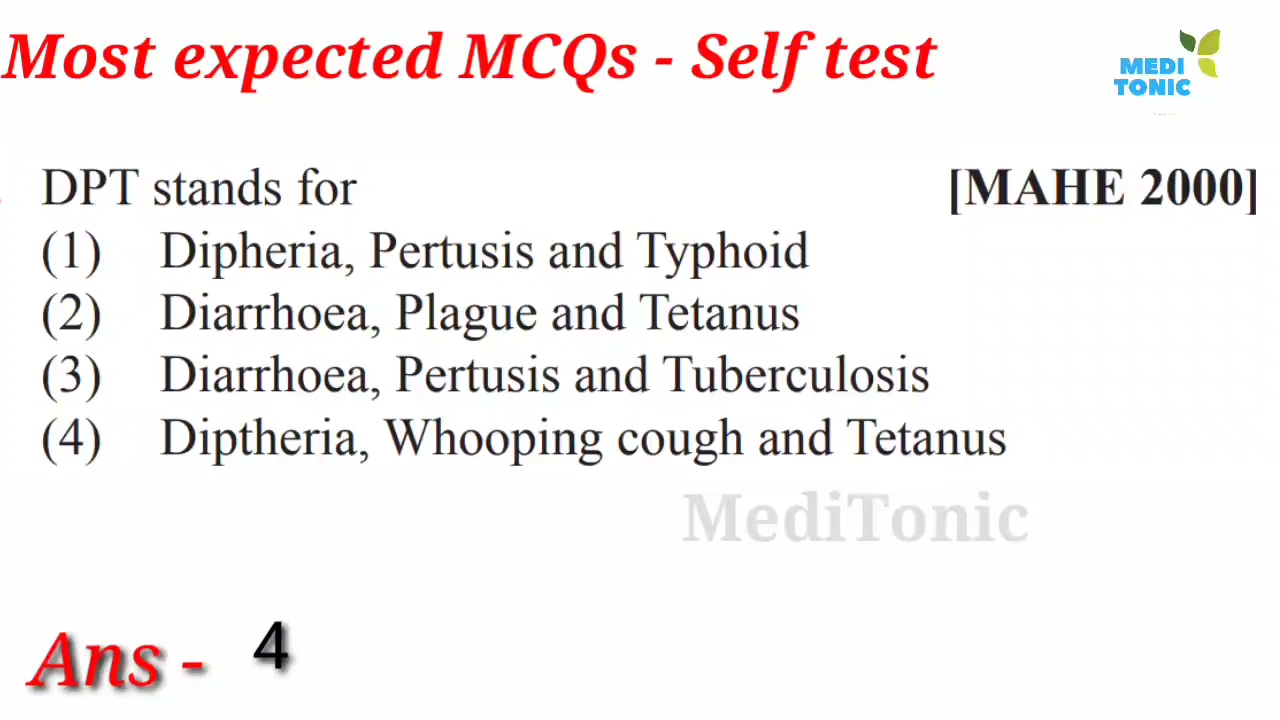 Most expected MCQs - Self test
MEDI
TONIC
DPT stands for [MAHE 2000]
(1) Dipheria, Pertusis and Typhoid
(2) Diarrhoea, Plague and Tetanus
(3) Diarrhoea, Pertusis and Tuberculosis
(4) Diptheria, Whooping cough and Tetanus
MediTonic
Ans - 4